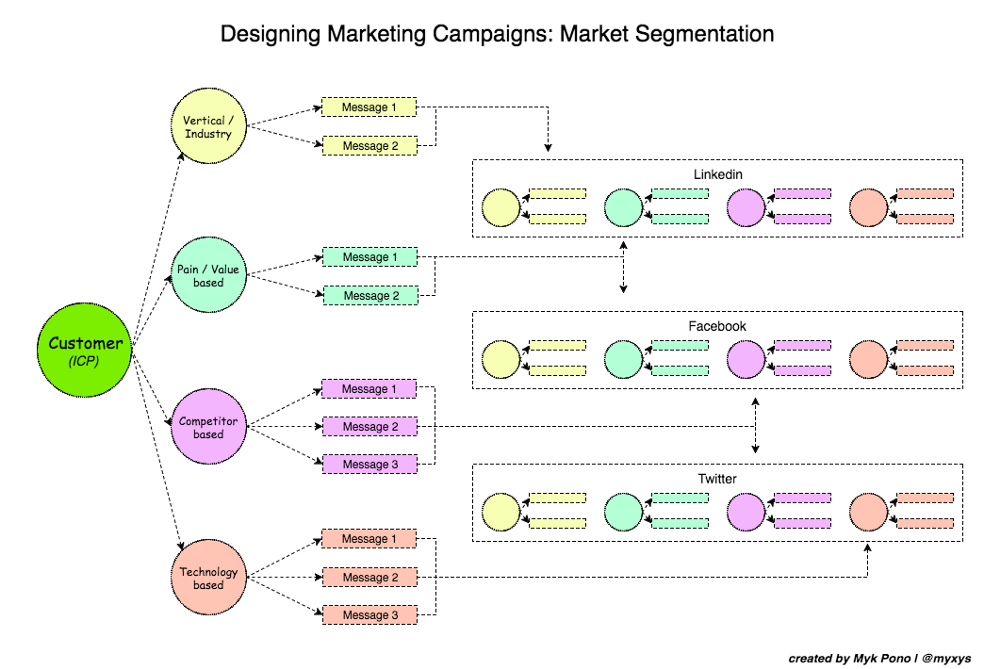 Designing Marketing Campaigns: Market Segmentation
Vertical /
Industry
Message 1
Message 2
Linkedin
Pain / Value
based
Message 1
Message 2
Customer
(ICP)
Facebook
Competitor
based
Message 1
Message 2
Message 3
Twitter
Technology
based
Message 1
Message 2
Message 3
created by Myk Pono | @myxys